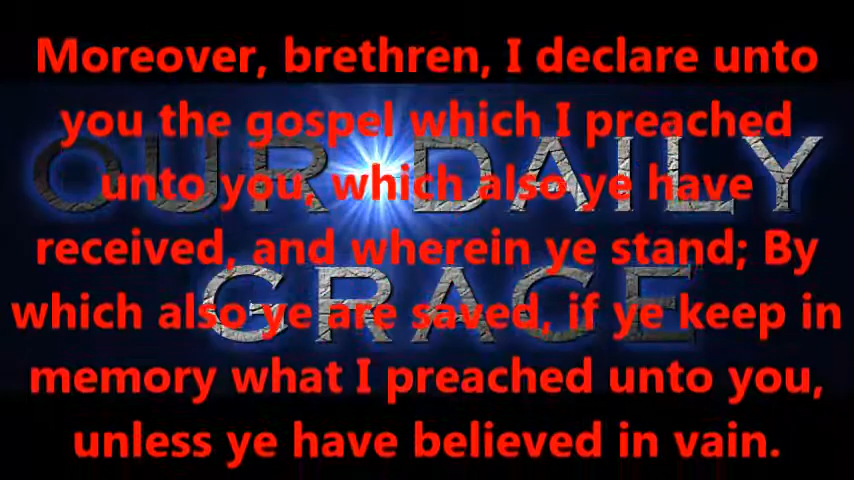 Moreover, brethren, I declare unto
you the gospel which I preached
OUR DAILY
unto you, which also ye have
received, and wherein ye stand; By
GRACE
which also ye are saved, if ye keep in
memory what I preached unto you,
unless ye have believed in vain.